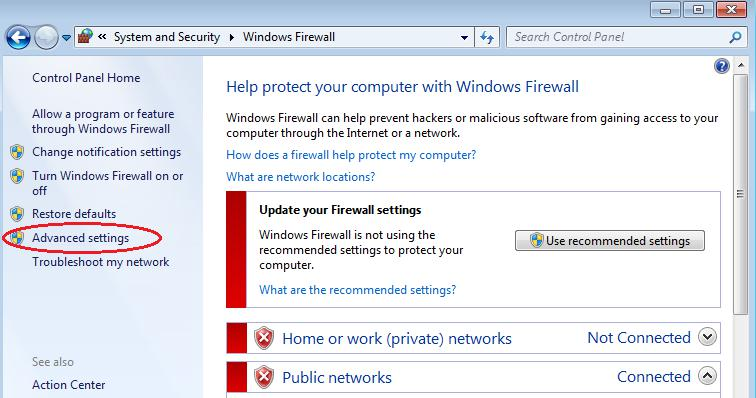 « System and Security ▸ Windows Firewall
Search Control Panel
Control Panel Home
Allow a program or feature
through Windows Firewall
Change notification settings
Turn Windows Firewall on or
off
Restore defaults
Advanced settings
Troubleshoot my network
See also
Action Center
Help protect your computer with Windows Firewall
Windows Firewall can help prevent hackers or malicious software from gaining access to your
computer through the Internet or a network.
How does a firewall help protect my computer?
What are network locations?
Update your Firewall settings
Windows Firewall is not using the
recommended settings to protect your
computer.
Use recommended settings
What are the recommended settings?
Home or work (private) networks Not Connected
Public networks Connected